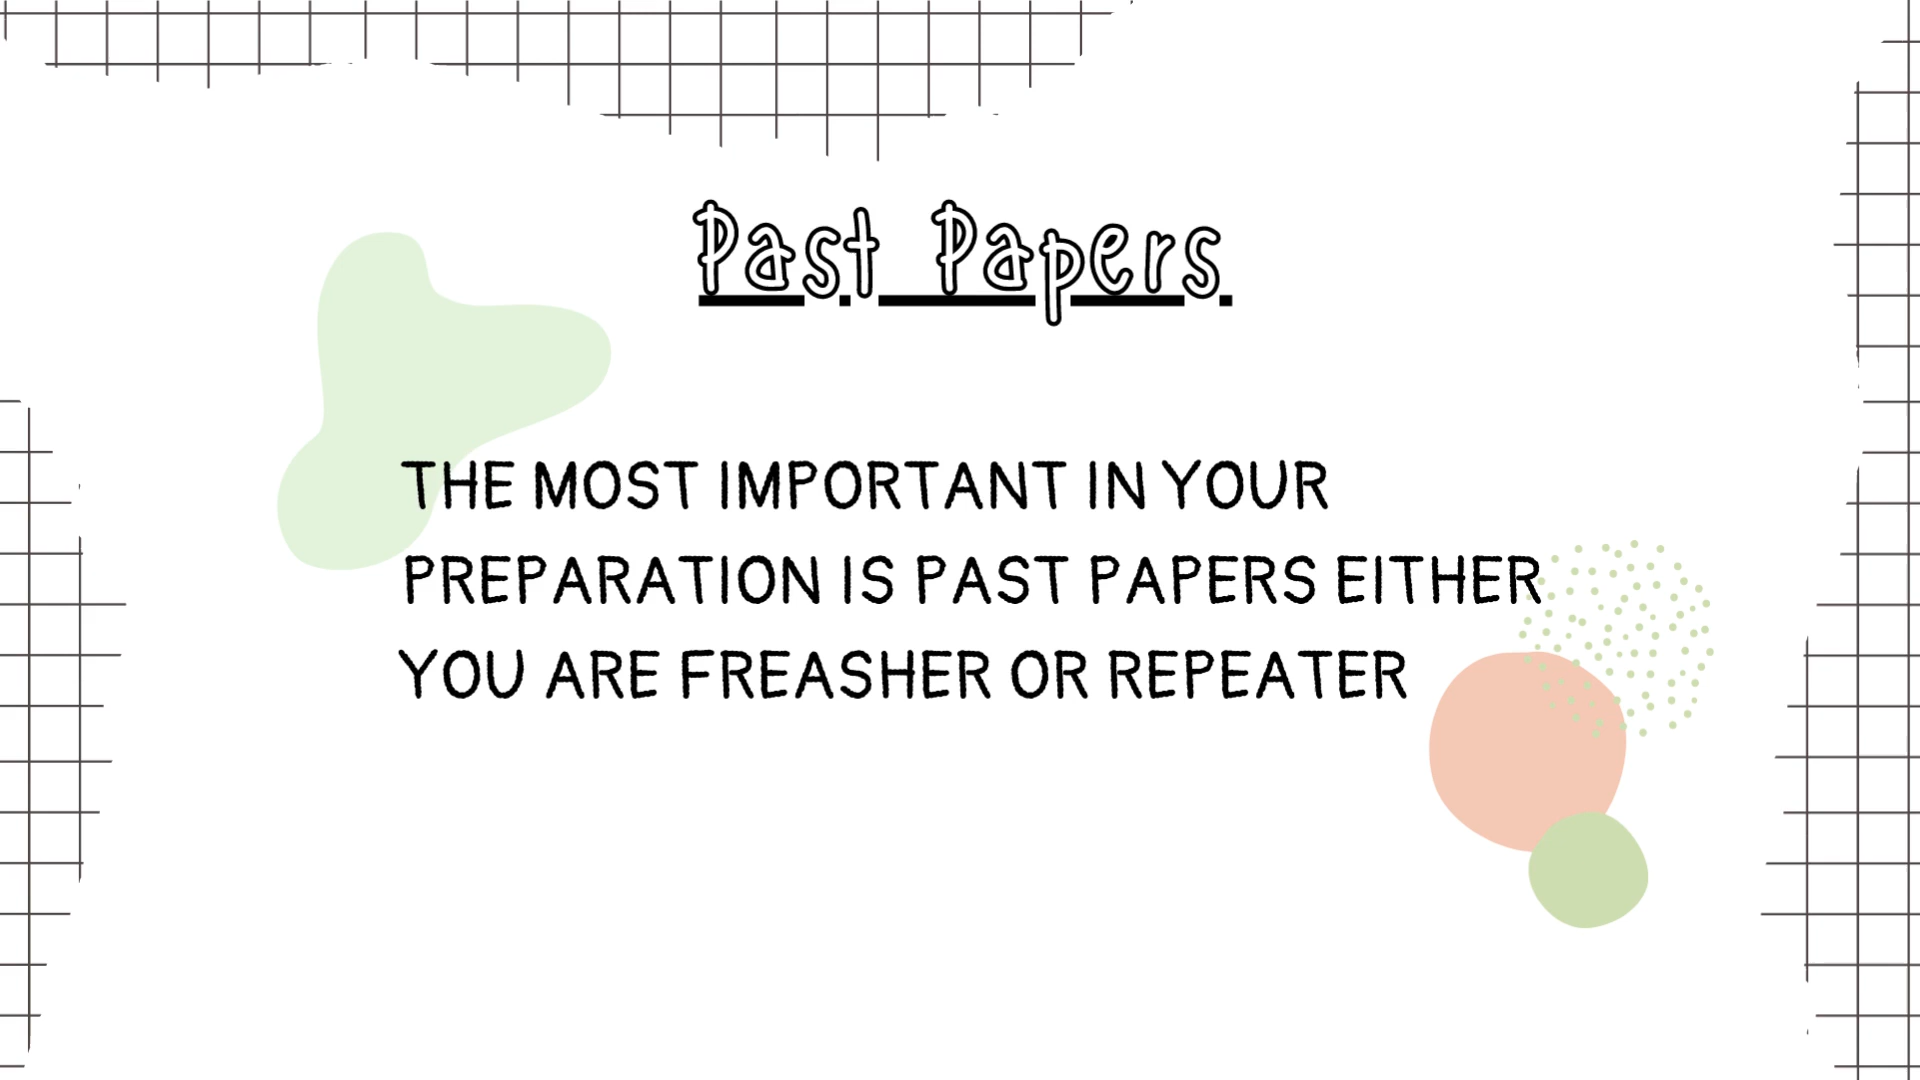 Past Papers
THE MOST IMPORTANT IN YOUR
PREPARATION IS PAST PAPERS EITHER
YOU ARE FREASHER OR REPEATER